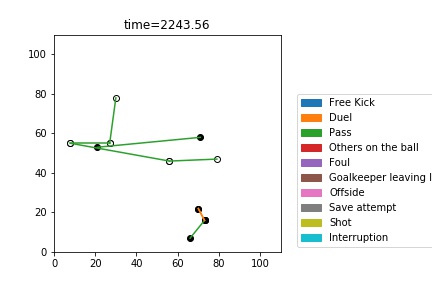 time=2243.56
100
80
60
40
20
0
0 20 40 60 80 100
Free Kick
Duel
Pass
Others on the ball
Foul
Goalkeeper leaving l
Offside
Save attempt
Shot
Interruption